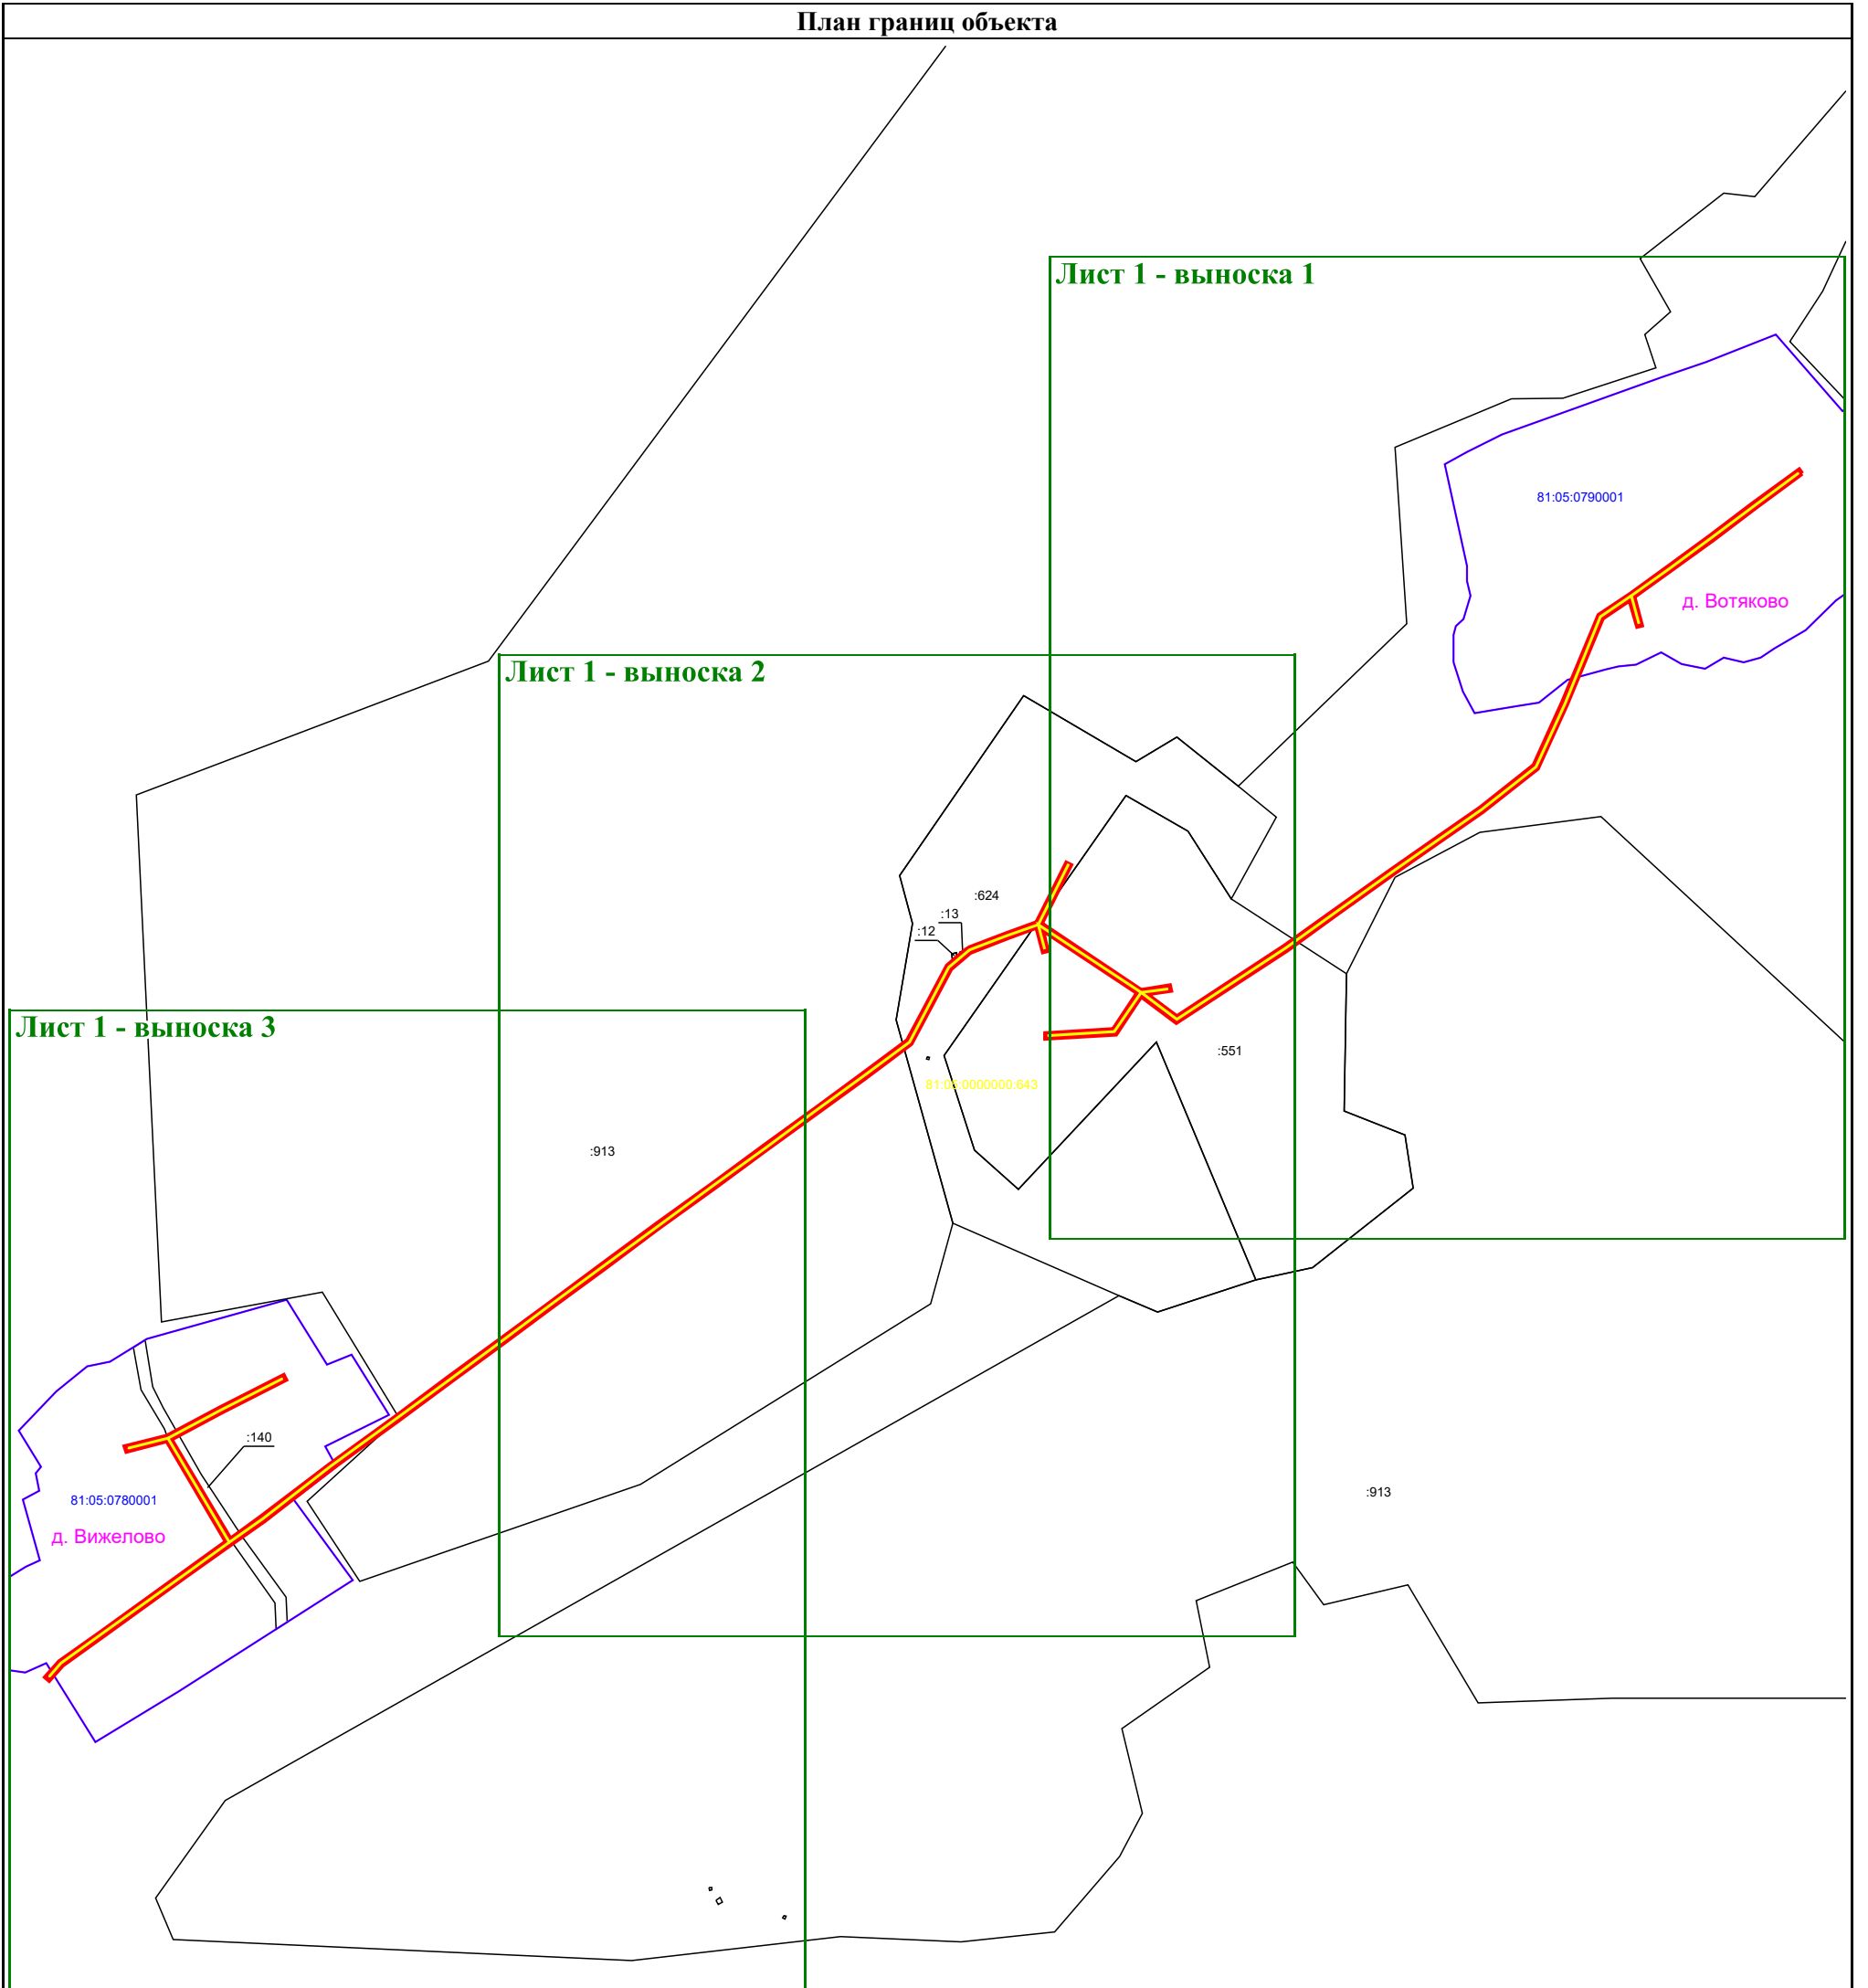 План границ объекта
Лист 1 - выноска 1
81:05:0790001
д. Вотяково
Лист 1 - выноска 2
:624
:13
:12
Лист 1 - выноска 3
:551
81:05:0000000:643
:913
:140
81:05:0780001
:913
д. Вижелово